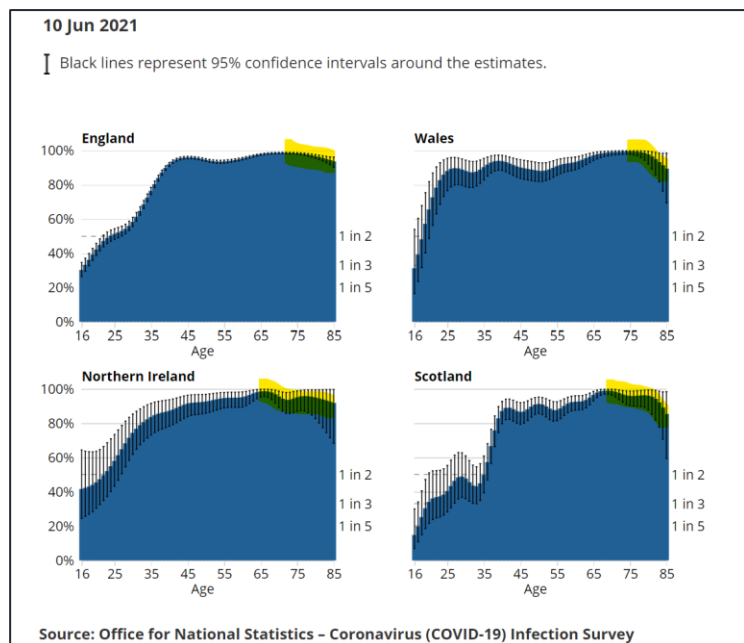 10 Jun 2021
Black lines represent 95% confidence intervals around the estimates.
England
100%
80%
60%
40%
20%
0%
1 in 2
1 in 3
1 in 5
16 25 35 45 55 65 75 85
Age
Wales
1 in 2
1 in 3
1 in 5
16 25 35 45 55 65 75 85
Age
Northern Ireland
100%
80%
60%
40%
20%
0%
1 in 2
1 in 3
1 in 5
16 25 35 45 55 65 75 85
Age
Scotland
1 in 2
1 in 3
1 in 5
16 25 35 45 55 65 75 85
Age
Source: Office for National Statistics – Coronavirus (COVID-19) Infection Survey